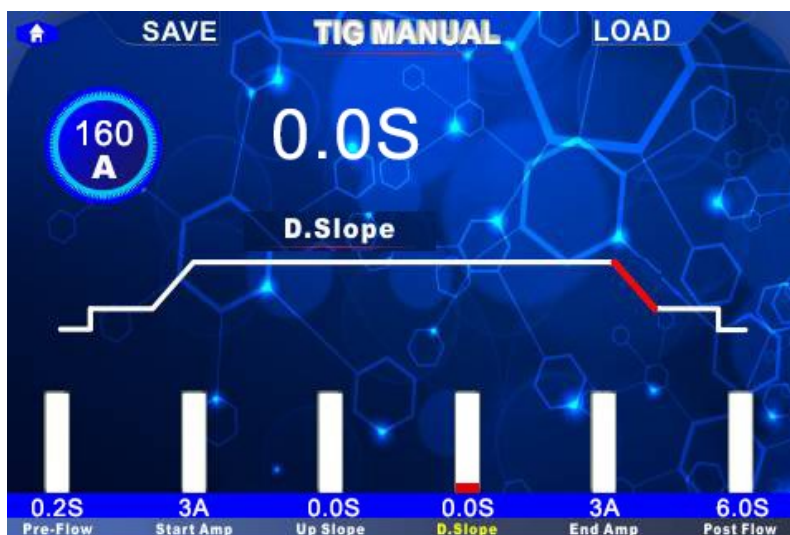 SAVE TIG MANUAL LOAD
160 0.0S
A
D.Slope
0.2S 3A 0.0S 0.0S 3A 6.0S
Pre-Flow Start Amp Up Slope D.Slope End Amp Post Flow